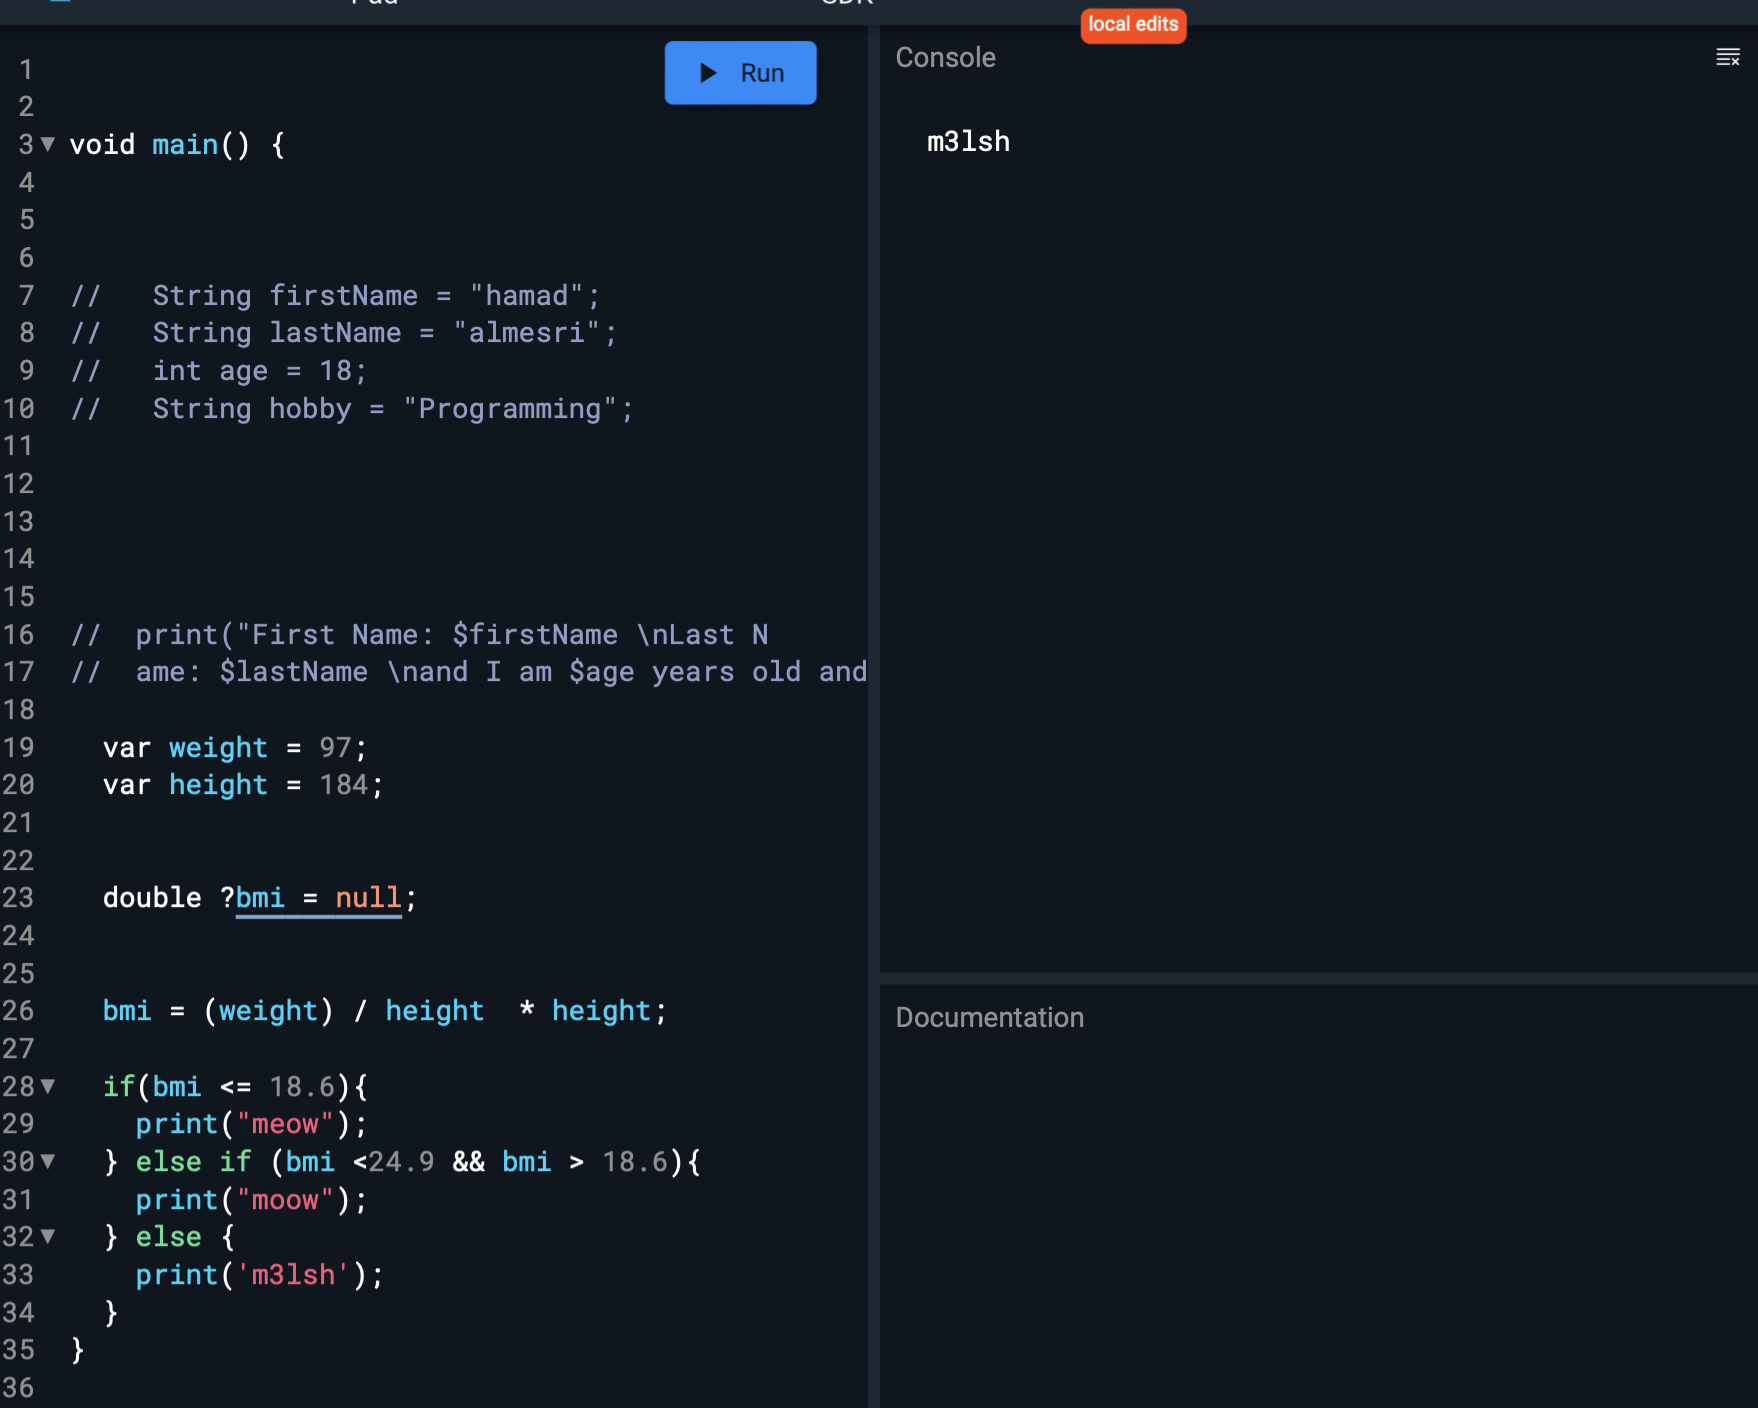 local edits
Run
Console
m3lsh
1
2
3 void main() {
4
5
6
7 //   String firstName = "hamad";
8 //   String lastName = "almesri";
9 //   int age = 18;
10 //   String hobby = "Programming";
11
12
13
14
15
16 //  print("First Name: $firstName \nLast N
17 //  ame: $lastName \nand I am $age years old and
18
19   var weight = 97;
20   var height = 184;
21
22
23   double ?bmi = null;
24
25
26   bmi = (weight) / height  * height;
27
28   if(bmi <= 18.6){
29     print("meow");
30   } else if (bmi <24.9 && bmi > 18.6){
31     print("moow");
32   } else {
33     print('m3lsh');
34   }
35 }
36
Documentation